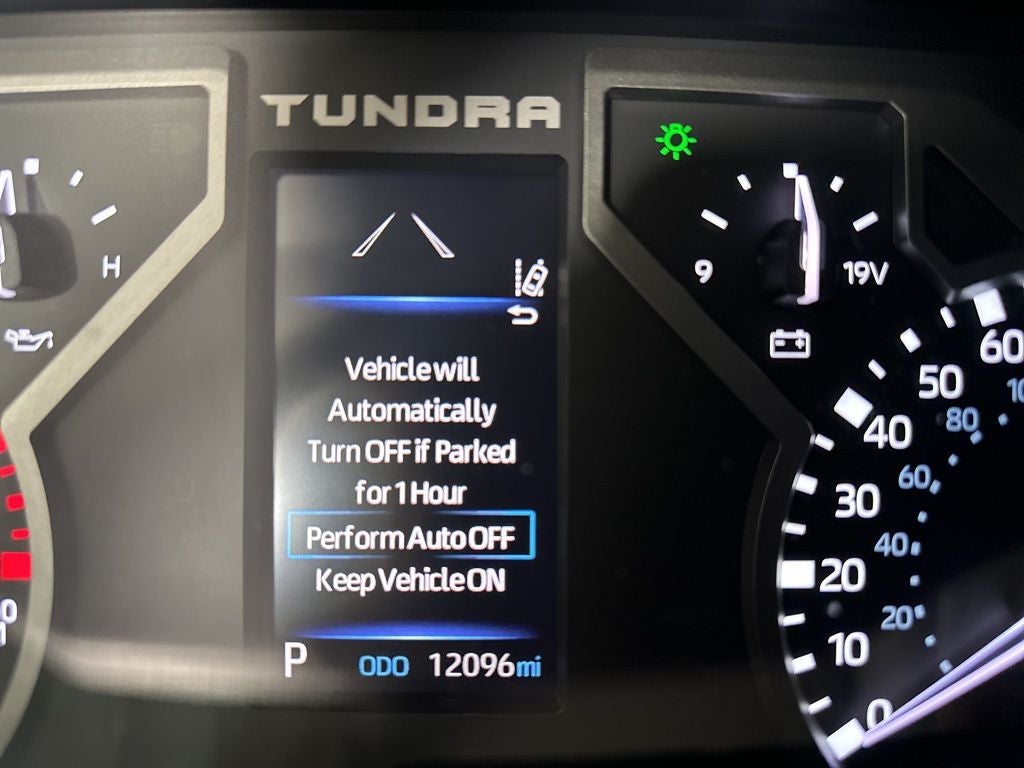 TUNDRA
H
9
19V
Vehicle will
Automatically
Turn OFF if Parked
for 1 Hour
Perform Auto OFF
Keep Vehicle ON
P ODO 12096mi
60
50
80
40
60
30
40
20
20
10
0